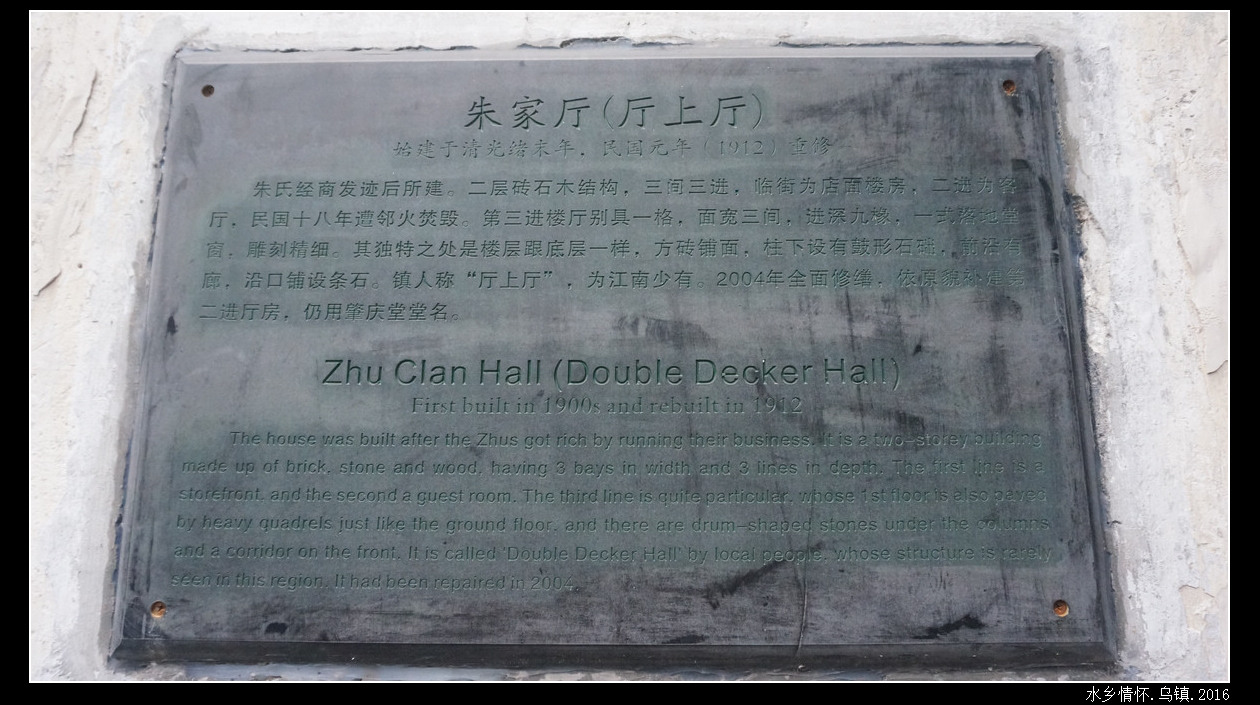 朱家厅(厅上厅)
始建于清光绪末年，民国元年（1912）重修
朱氏经商发迹后所建。二层砖石木结构，三间三进，临街为店面楼房，二进为客
厅，民国十八年遭邻火焚毁。第三进楼厅别具一格，面宽三间，进深九椽，一式落地堂
窗，雕刻精细。其独特之处是楼层跟底层一样，方砖铺面，柱下设有鼓形石础，前沿有
廊，沿口铺设条石。镇人称“厅上厅”，为江南少有。2004年全面修缮，依原貌补建第
二进厅房，仍用肇庆堂堂名。
Zhu Clan Hall (Double Decker Hall)
First built in 1900s and rebuilt in 1912
The house was built after the Zhus got rich by running their business. It is a two-storey building
made up of brick, stone and wood, having 3 bays in width and 3 lines in depth. The first line is a
storefront, and the second a guest room. The third line is quite particular, whose 1st floor is also paved
by heavy quadrels just like the ground floor, and there are drum-shaped stones under the columns
and a corridor on the front. It is called 'Double Decker Hall' by local people, whose structure is rarely
seen in this region. It had been repaired in 2004.
水乡情怀.乌镇.2016